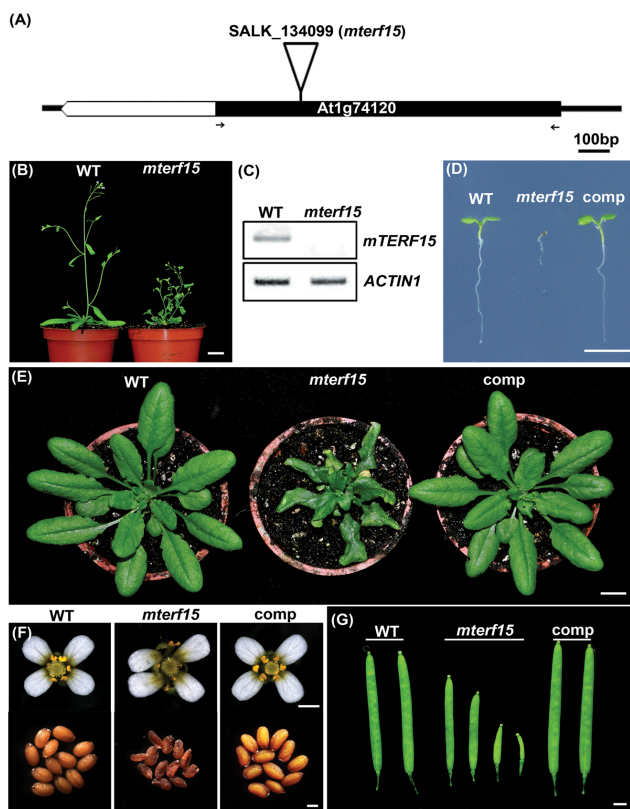 (A)
SALK_134099 (mterf15)
At1g74120
100bp
(B)
WT mterf15
(C)
WT mterf15
mTERF15
ACTIN1
(D)
WT mterf15 comp
(E)
WT mterf15 comp
(F)
WT mterf15 comp
(G)
WT mterf15 comp